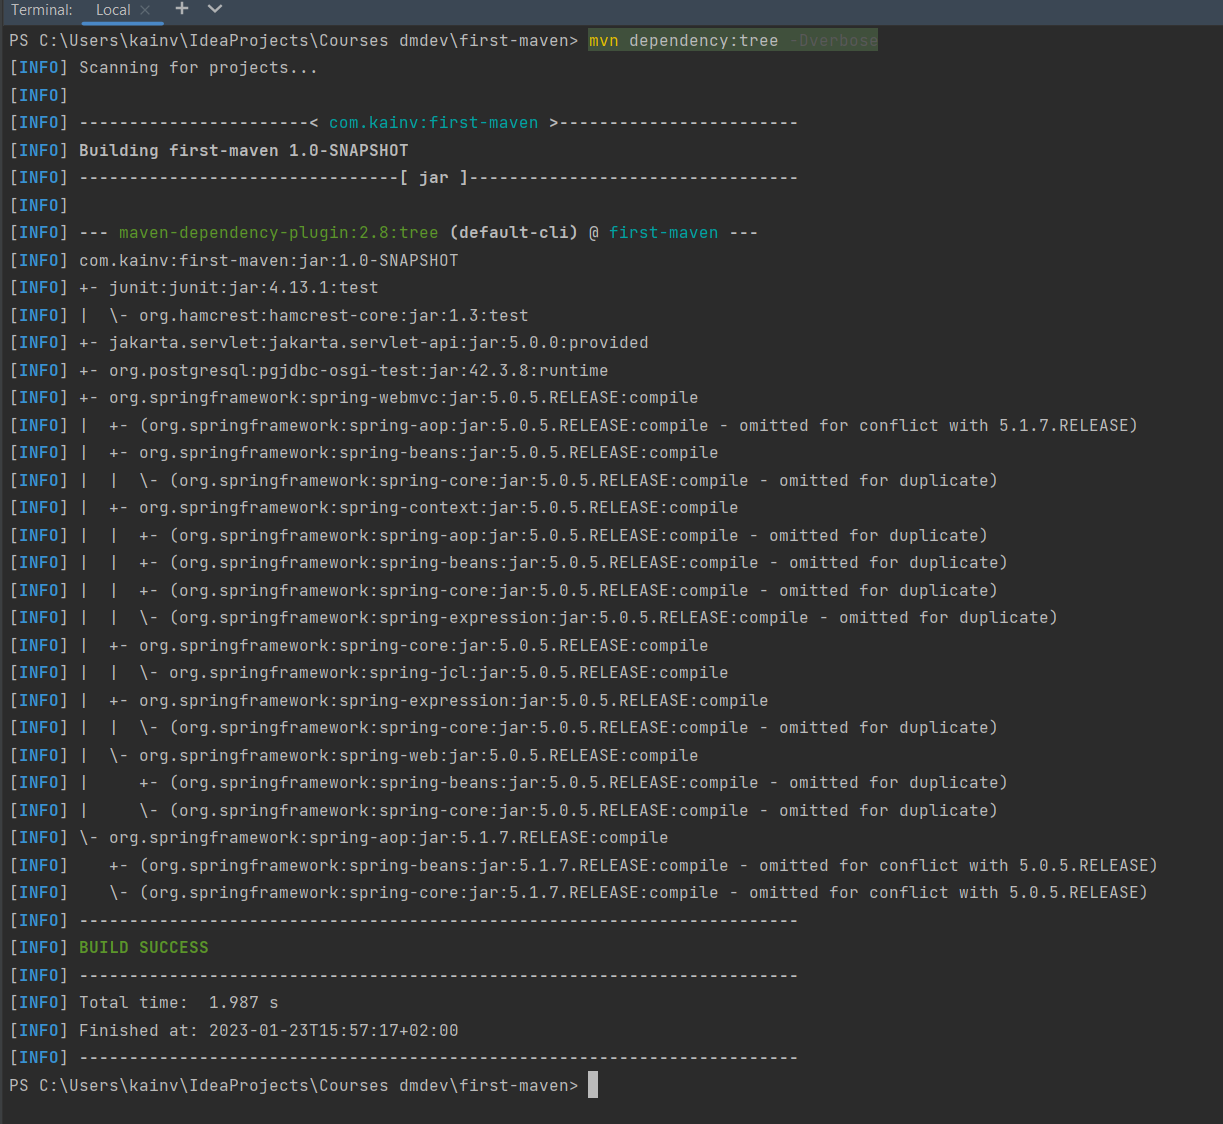 Terminal: Local × +
PS C:\Users\kainv\IdeaProjects\Courses dmdev\first-maven> mvn dependency:tree -Dverbose
[INFO] Scanning for projects...
[INFO]
[INFO] -----------------------< com.kainv:first-maven >------------------------
[INFO] Building first-maven 1.0-SNAPSHOT
[INFO] --------------------------------[ jar ]---------------------------------
[INFO]
[INFO] --- maven-dependency-plugin:2.8:tree (default-cli) @ first-maven ---
[INFO] com.kainv:first-maven:jar:1.0-SNAPSHOT
[INFO] +- junit:junit:jar:4.13.1:test
[INFO] |  \- org.hamcrest:hamcrest-core:jar:1.3:test
[INFO] +- jakarta.servlet:jakarta.servlet-api:jar:5.0.0:provided
[INFO] +- org.postgresql:pgjdbc-osgi-test:jar:42.3.8:runtime
[INFO] +- org.springframework:spring-webmvc:jar:5.0.5.RELEASE:compile
[INFO] |  +- (org.springframework:spring-aop:jar:5.0.5.RELEASE:compile - omitted for conflict with 5.1.7.RELEASE)
[INFO] |  +- org.springframework:spring-beans:jar:5.0.5.RELEASE:compile
[INFO] |  |  \- (org.springframework:spring-core:jar:5.0.5.RELEASE:compile - omitted for duplicate)
[INFO] |  +- org.springframework:spring-context:jar:5.0.5.RELEASE:compile
[INFO] |  |  +- (org.springframework:spring-aop:jar:5.0.5.RELEASE:compile - omitted for duplicate)
[INFO] |  |  +- (org.springframework:spring-beans:jar:5.0.5.RELEASE:compile - omitted for duplicate)
[INFO] |  |  +- (org.springframework:spring-core:jar:5.0.5.RELEASE:compile - omitted for duplicate)
[INFO] |  |  \- (org.springframework:spring-expression:jar:5.0.5.RELEASE:compile - omitted for duplicate)
[INFO] |  +- org.springframework:spring-core:jar:5.0.5.RELEASE:compile
[INFO] |  |  \- org.springframework:spring-jcl:jar:5.0.5.RELEASE:compile
[INFO] |  +- org.springframework:spring-expression:jar:5.0.5.RELEASE:compile
[INFO] |  |  \- (org.springframework:spring-core:jar:5.0.5.RELEASE:compile - omitted for duplicate)
[INFO] |  \- org.springframework:spring-web:jar:5.0.5.RELEASE:compile
[INFO] |     +- (org.springframework:spring-beans:jar:5.0.5.RELEASE:compile - omitted for duplicate)
[INFO] |     \- (org.springframework:spring-core:jar:5.0.5.RELEASE:compile - omitted for duplicate)
[INFO] \- org.springframework:spring-aop:jar:5.1.7.RELEASE:compile
[INFO]    +- (org.springframework:spring-beans:jar:5.1.7.RELEASE:compile - omitted for conflict with 5.0.5.RELEASE)
[INFO]    \- (org.springframework:spring-core:jar:5.1.7.RELEASE:compile - omitted for conflict with 5.0.5.RELEASE)
[INFO] ------------------------------------------------------------------------
[INFO] BUILD SUCCESS
[INFO] ------------------------------------------------------------------------
[INFO] Total time:  1.987 s
[INFO] Finished at: 2023-01-23T15:57:17+02:00
[INFO] ------------------------------------------------------------------------
PS C:\Users\kainv\IdeaProjects\Courses dmdev\first-maven>